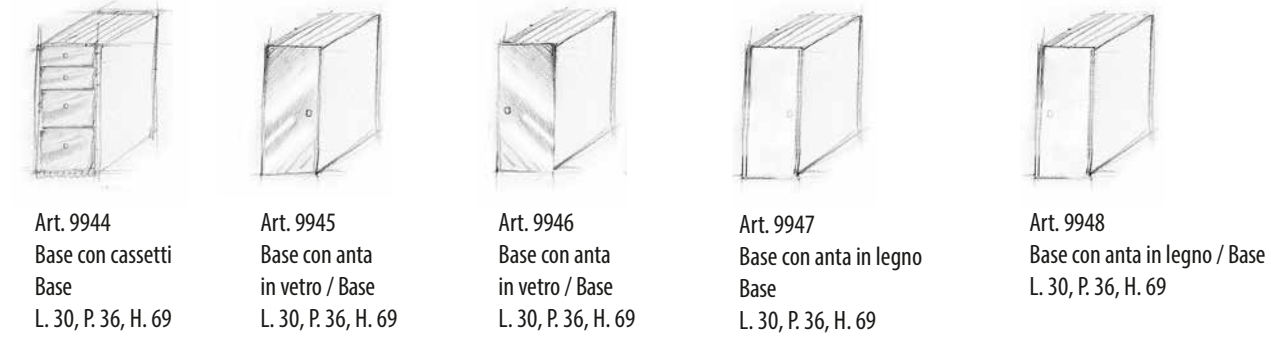 Art. 9944
Base con cassetti
Base
L. 30, P. 36, H. 69
Art. 9945
Base con anta
in vetro / Base
L. 30, P. 36, H. 69
Art. 9946
Base con anta
in vetro / Base
L. 30, P. 36, H. 69
Art. 9947
Base con anta in legno
Base
L. 30, P. 36, H. 69
Art. 9948
Base con anta in legno / Base
L. 30, P. 36, H. 69